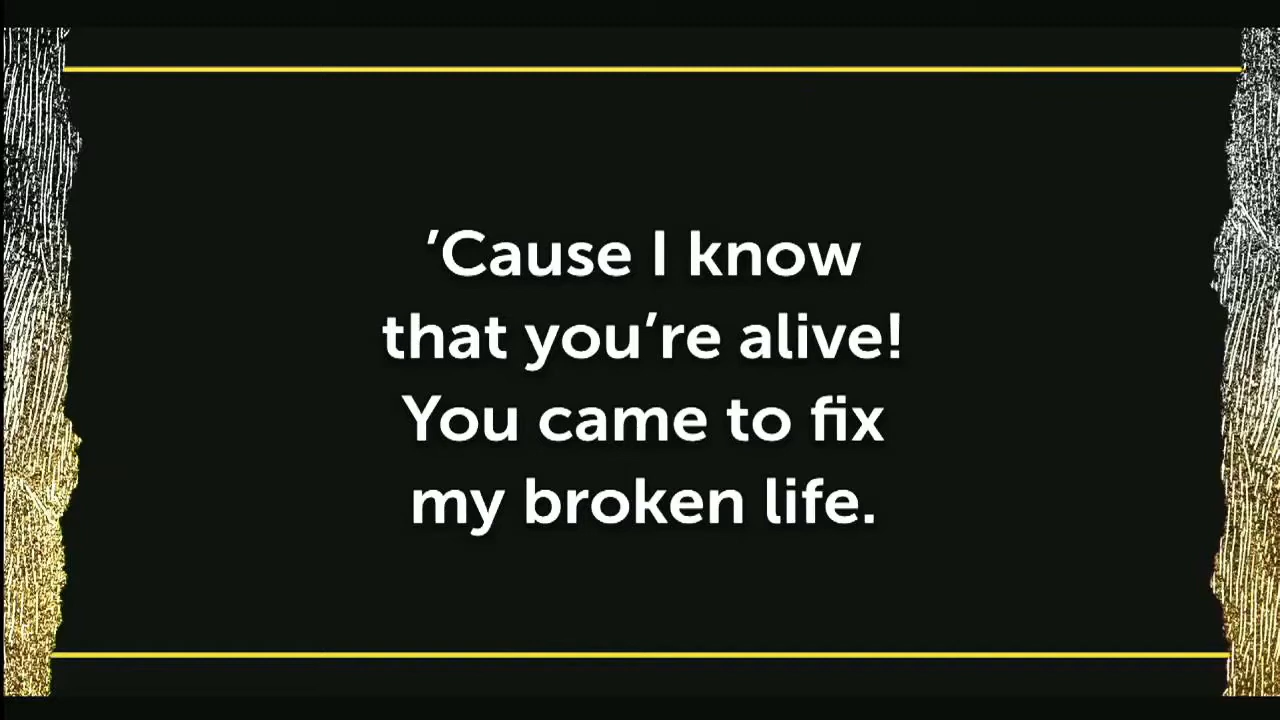 ’Cause I know
that you’re alive!
You came to fix
my broken life.